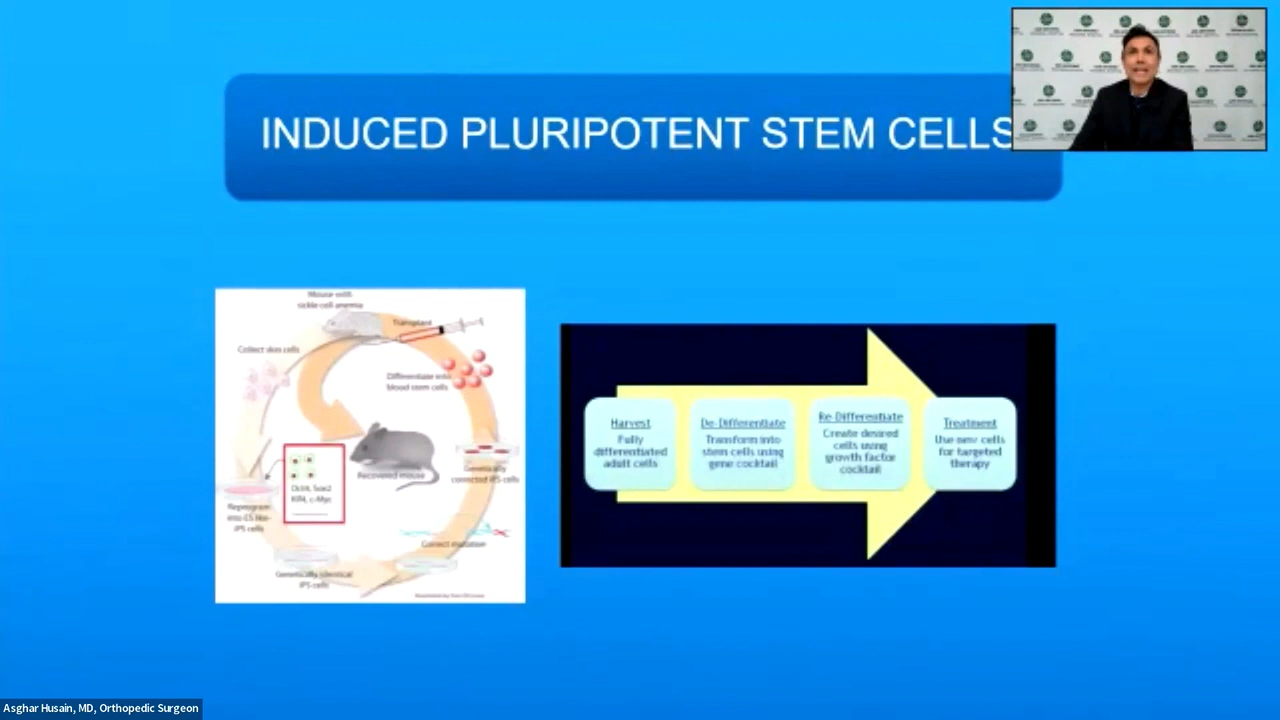 INDUCED PLURIPOTENT STEM CELLS
Mouse with
sickle cell anemia
Transplant
Collect skin cells
Differentiate into
blood stem cells
Recovered mouse
Genetically
corrected iPS cells
Oct4, Sox2
Klf4, c-Myc
Reprogram
into ES-like
iPS cells
Correct mutation
Genetically identical
iPS cells
Harvest
Fully
differentiated
adult cells
De-Differentiate
Transform into
stem cells using
gene cocktail
Re-Differentiate
Create desired
cells using
growth factor
cocktail
Treatment
Use new cells
for targeted
therapy
Asghar Husain, MD, Orthopedic Surgeon